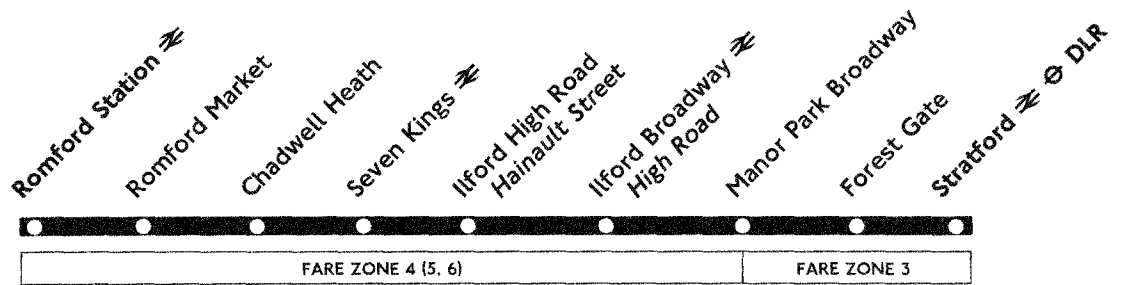 Romford Station
Romford Market
Chadwell Heath
Seven Kings
Ilford High Road
Hainault Street
Ilford Broadway
High Road
Manor Park Broadway
Forest Gate
Stratford DLR
FARE ZONE 4 (5, 6)
FARE ZONE 3